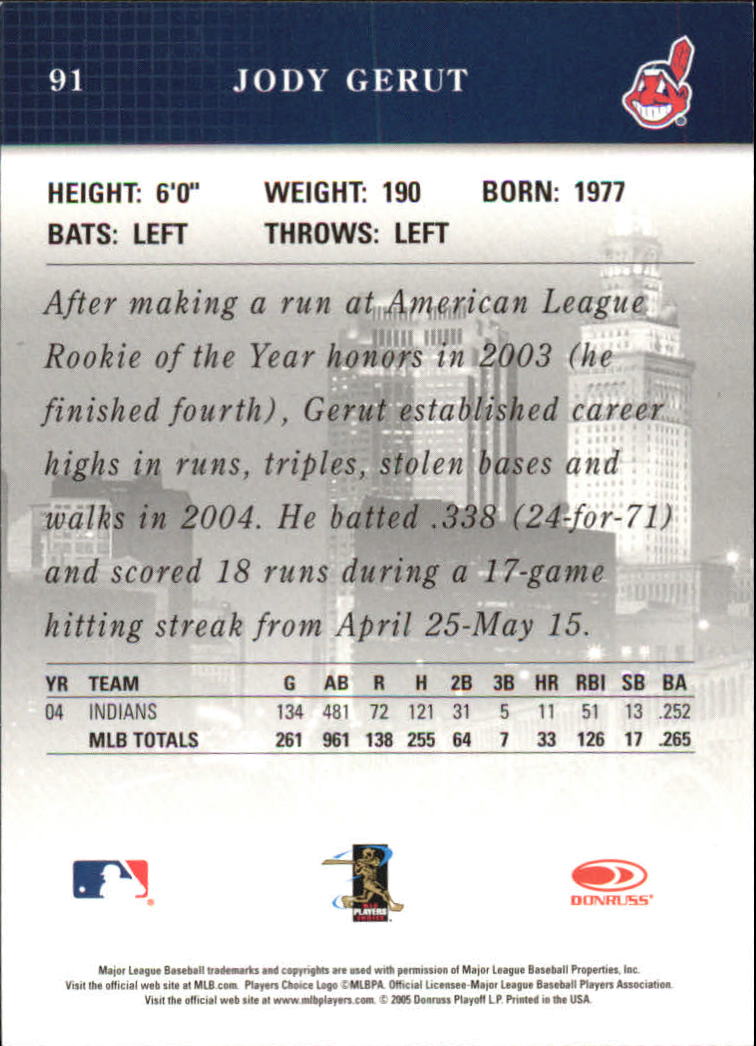 91 JODY GERUT
HEIGHT: 6'0" WEIGHT: 190 BORN: 1977
BATS: LEFT THROWS: LEFT
After making a run at American League
Rookie of the Year honors in 2003 (he
finished fourth), Gerut established career
highs in runs, triples, stolen bases and
walks in 2004. He batted .338 (24-for-71)
and scored 18 runs during a 17-game
hitting streak from April 25-May 15.
YR TEAM G AB R H 2B 3B HR RBI SB BA
04 INDIANS 134 481 72 121 31 5 11 51 13 .252
MLB TOTALS 261 961 138 255 64 7 33 126 17 .265
MLB
PLAYERS
CHOICE
DONRUSS®
Major League Baseball trademarks and copyrights are used with permission of Major League Baseball Properties, Inc.
Visit the official web site at MLB.com. Players Choice Logo ©MLBPA. Official Licensee-Major League Baseball Players Association.
Visit the official web site at www.mlbplayers.com. © 2005 Donruss Playoff L.P. Printed in the USA.